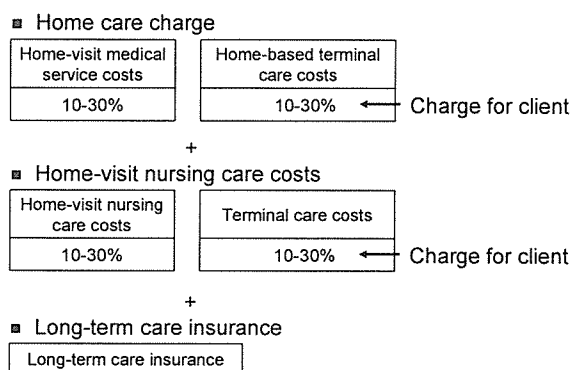 ▪ Home care charge
Home-visit medical
service costs
Home-based terminal
care costs
10-30%
10-30%
Charge for client
+
▪ Home-visit nursing care costs
Home-visit nursing
care costs
Terminal care costs
10-30%
10-30%
Charge for client
+
▪ Long-term care insurance
Long-term care insurance